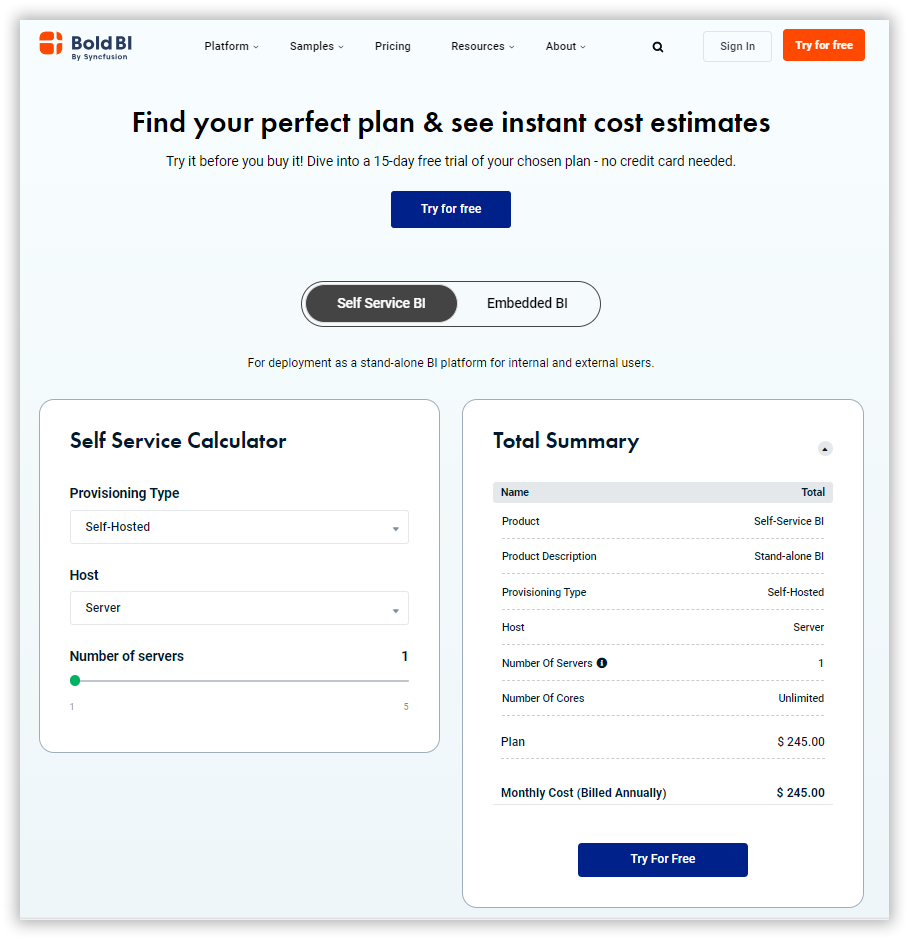 Bold BI
By Syncfusion
Platform Samples Pricing Resources About Sign In Try for free
Find your perfect plan & see instant cost estimates
Try it before you buy it! Dive into a 15-day free trial of your chosen plan - no credit card needed.
Try for free
Self Service BI Embedded BI
For deployment as a stand-alone BI platform for internal and external users.
Self Service Calculator
Provisioning Type
Self-Hosted
Host
Server
Number of servers 1
1 5
Total Summary
Name Total
Product Self-Service BI
Product Description Stand-alone BI
Provisioning Type Self-Hosted
Host Server
Number Of Servers 1
Number Of Cores Unlimited
Plan $ 245.00
Monthly Cost (Billed Annually) $ 245.00
Try For Free